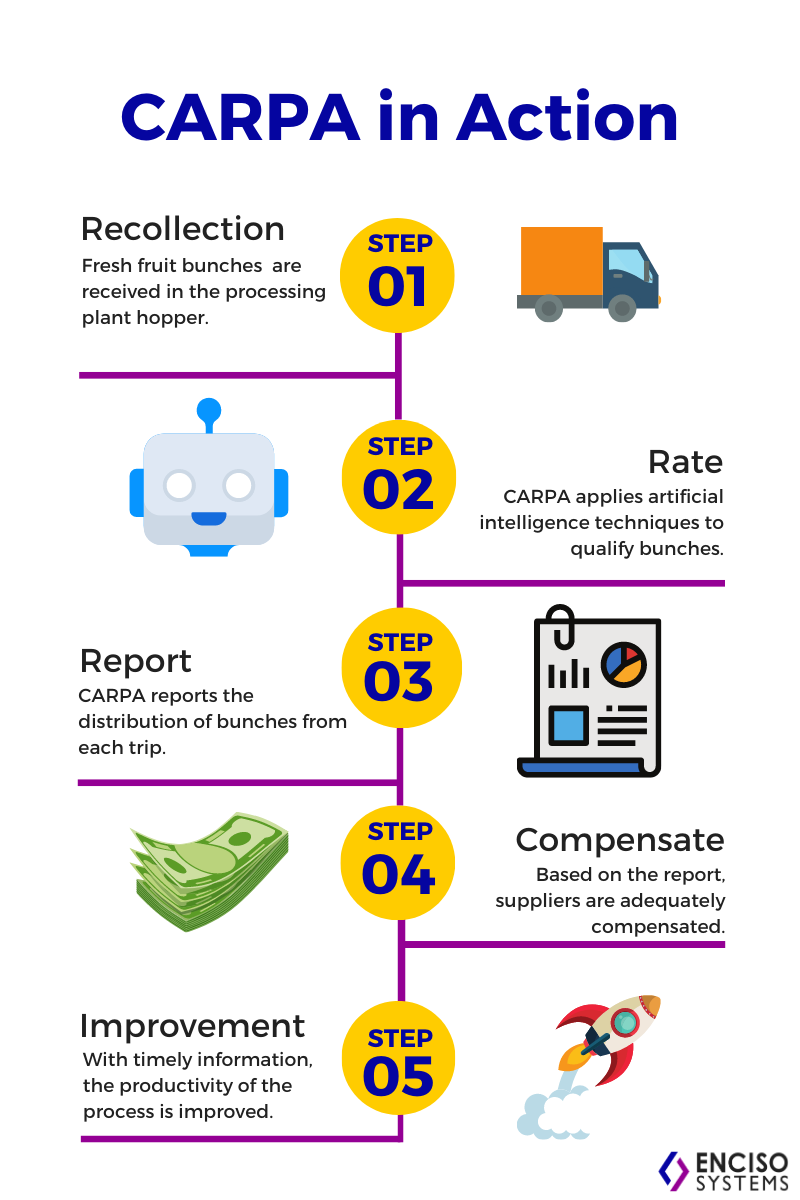 CARPA in Action
Recollection
Fresh fruit bunches are
received in the processing
plant hopper.
STEP
01
STEP
02
Rate
CARPA applies artificial
intelligence techniques to
qualify bunches.
Report
CARPA reports the
distribution of bunches from
each trip.
STEP
03
STEP
04
Compensate
Based on the report,
suppliers are adequately
compensated.
Improvement
With timely information,
the productivity of the
process is improved.
STEP
05
ENCISO
SYSTEMS